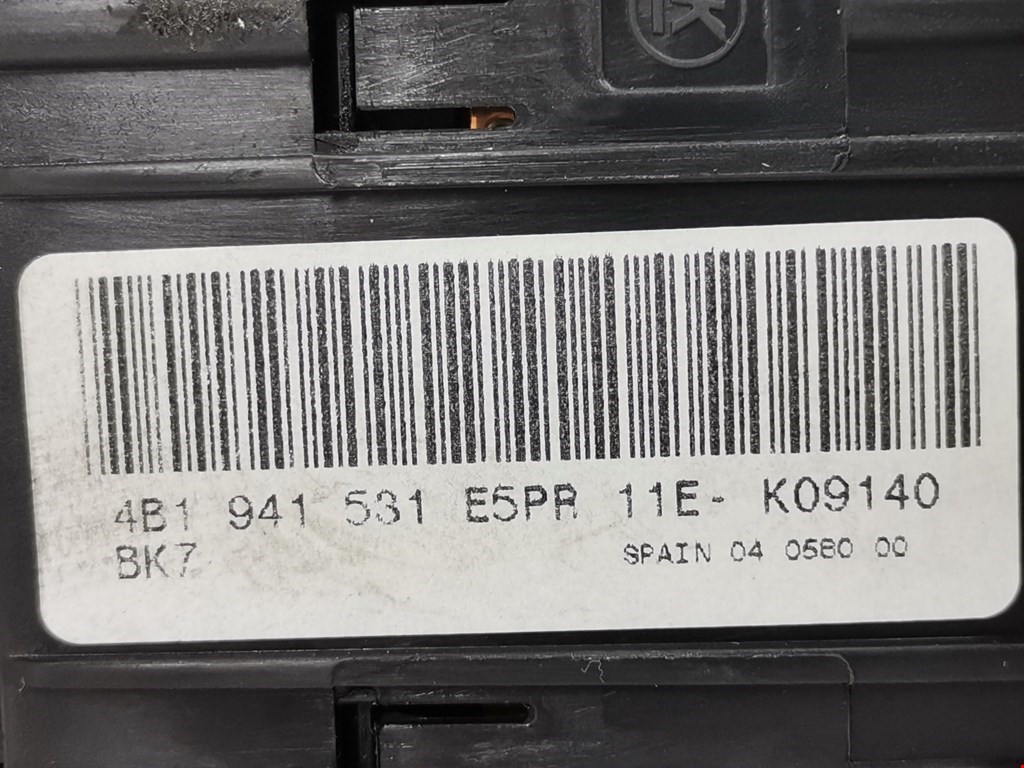 4B1 941 531 E5PR 11E- K09140
BK7 SPAIN 04 0580 00